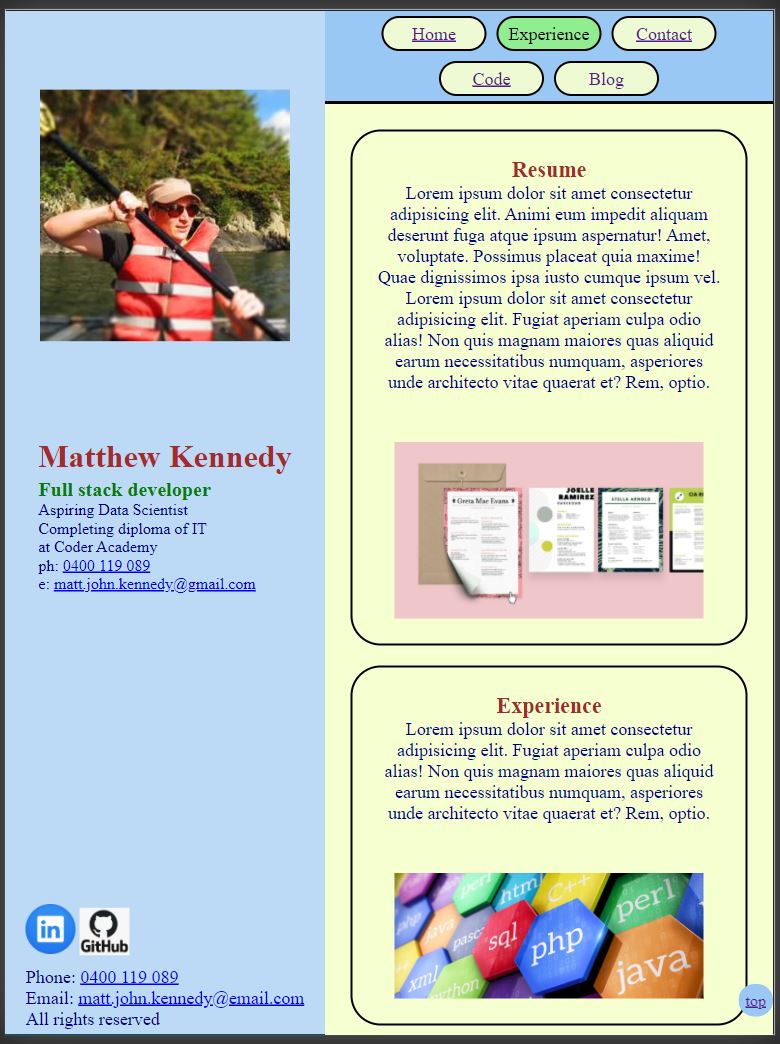 Home
Experience
Contact
Code
Blog
Matthew Kennedy
Full stack developer
Aspiring Data Scientist
Completing diploma of IT
at Coder Academy
ph: 0400 119 089
e: matt.john.kennedy@gmail.com
in
GitHub
Phone: 0400 119 089
Email: matt.john.kennedy@email.com
All rights reserved
Resume
Lorem ipsum dolor sit amet consectetur
adipisicing elit. Animi eum impedit aliquam
deserunt fuga atque ipsum aspernatur! Amet,
voluptate. Possimus placeat quia maxime!
Quae dignissimos ipsa iusto cumque ipsum vel.
Lorem ipsum dolor sit amet consectetur
adipisicing elit. Fugiat aperiam culpa odio
alias! Non quis magnam maiores quas aliquid
earum necessitatibus numquam, asperiores
unde architecto vitae quaerat et? Rem, optio.
Greta Mae Evans
JOELLE
RAMIREZ
STELLA ARNOLD
Experience
Lorem ipsum dolor sit amet consectetur
adipisicing elit. Fugiat aperiam culpa odio
alias! Non quis magnam maiores quas aliquid
earum necessitatibus numquam, asperiores
unde architecto vitae quaerat et? Rem, optio.
html
C++
perl
php
java
sql
pasca
java
xml
python
perl
php
java
top